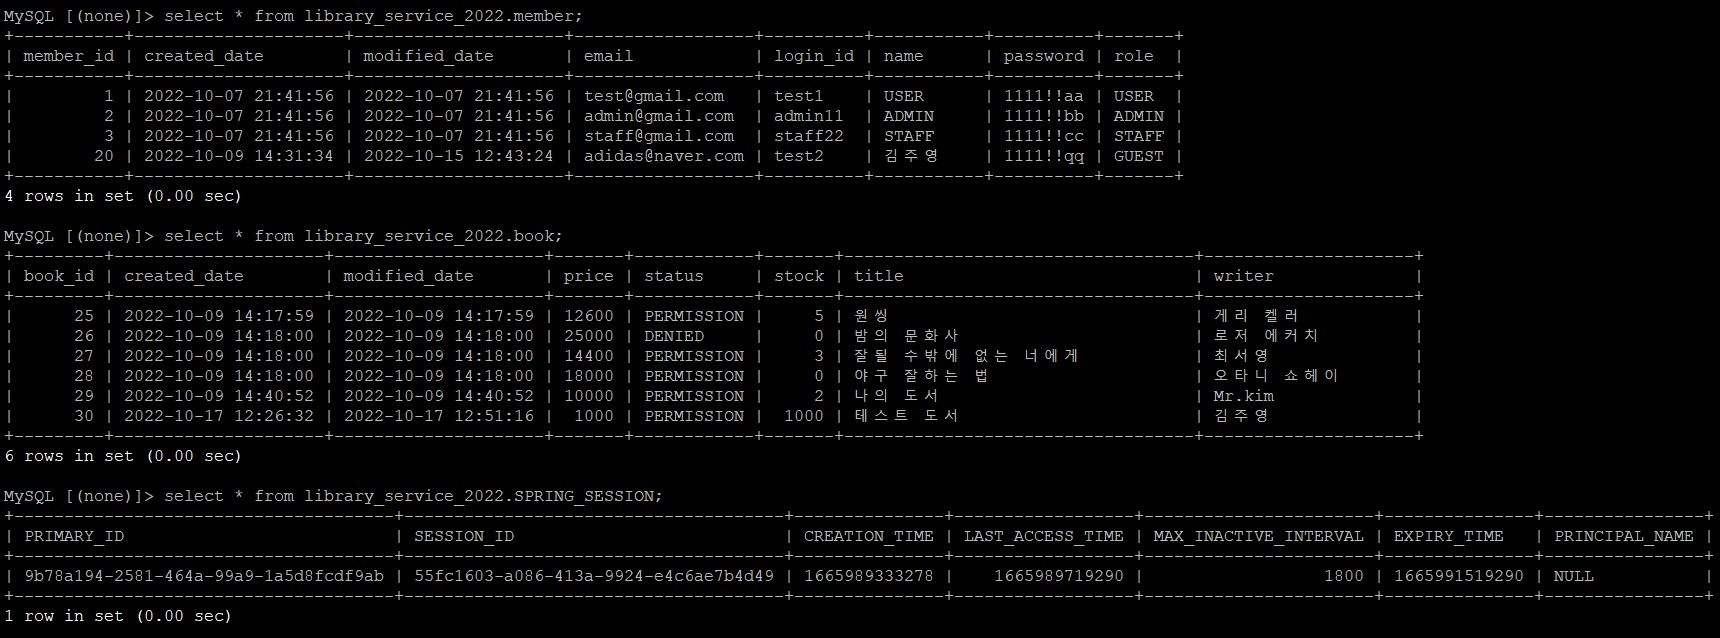 MySQL [(none)]> select * from library_service_2022.member;
+-----------+---------------------+---------------------+------------------+----------+-----------+----------+-------+
| member_id | created_date        | modified_date       | email            | login_id | name      | password | role  |
+-----------+---------------------+---------------------+------------------+----------+-----------+----------+-------+
|         1 | 2022-10-07 21:41:56 | 2022-10-07 21:41:56 | test@gmail.com   | test1    | USER      | 1111!!aa | USER  |
|         2 | 2022-10-07 21:41:56 | 2022-10-07 21:41:56 | admin@gmail.com  | admin11  | ADMIN     | 1111!!bb | ADMIN |
|         3 | 2022-10-07 21:41:56 | 2022-10-07 21:41:56 | staff@gmail.com  | staff22  | STAFF     | 1111!!cc | STAFF |
|        20 | 2022-10-09 14:31:34 | 2022-10-15 12:43:24 | adidas@naver.com | test2    | 김주영    | 1111!!qq | GUEST |
+-----------+---------------------+---------------------+------------------+----------+-----------+----------+-------+
4 rows in set (0.00 sec)
MySQL [(none)]> select * from library_service_2022.book;
+---------+---------------------+---------------------+-------+------------+-------+-----------------------------------+---------------------+
| book_id | created_date        | modified_date       | price | status     | stock | title                             | writer              |
+---------+---------------------+---------------------+-------+------------+-------+-----------------------------------+---------------------+
|      25 | 2022-10-09 14:17:59 | 2022-10-09 14:17:59 | 12600 | PERMISSION |     5 | 원씽                              | 게리 켈러           |
|      26 | 2022-10-09 14:18:00 | 2022-10-09 14:18:00 | 25000 | DENIED     |     0 | 밤의 문화사                       | 로저 에커치         |
|      27 | 2022-10-09 14:18:00 | 2022-10-09 14:18:00 | 14400 | PERMISSION |     3 | 잘될 수밖에 없는 너에게           | 최서영              |
|      28 | 2022-10-09 14:18:00 | 2022-10-09 14:18:00 | 18000 | PERMISSION |     0 | 야구 잘하는 법                    | 오타니 쇼헤이       |
|      29 | 2022-10-09 14:40:52 | 2022-10-09 14:40:52 | 10000 | PERMISSION |     2 | 나의 도서                         | Mr.kim              |
|      30 | 2022-10-17 12:26:32 | 2022-10-17 12:51:16 |  1000 | PERMISSION |  1000 | 테스트 도서                       | 김주영              |
+---------+---------------------+---------------------+-------+------------+-------+-----------------------------------+---------------------+
6 rows in set (0.00 sec)
MySQL [(none)]> select * from library_service_2022.SPRING_SESSION;
+--------------------------------------+--------------------------------------+---------------+------------------+-----------------------+---------------+----------------+
| PRIMARY_ID                           | SESSION_ID                           | CREATION_TIME | LAST_ACCESS_TIME | MAX_INACTIVE_INTERVAL | EXPIRY_TIME   | PRINCIPAL_NAME |
+--------------------------------------+--------------------------------------+---------------+------------------+-----------------------+---------------+----------------+
| 9b78a194-2581-464a-99a9-1a5d8fcdf9ab | 55fc1603-a086-413a-9924-e4c6ae7b4d49 | 1665989333278 |    1665989719290 |                  1800 | 1665991519290 | NULL           |
+--------------------------------------+--------------------------------------+---------------+------------------+-----------------------+---------------+----------------+
1 row in set (0.00 sec)